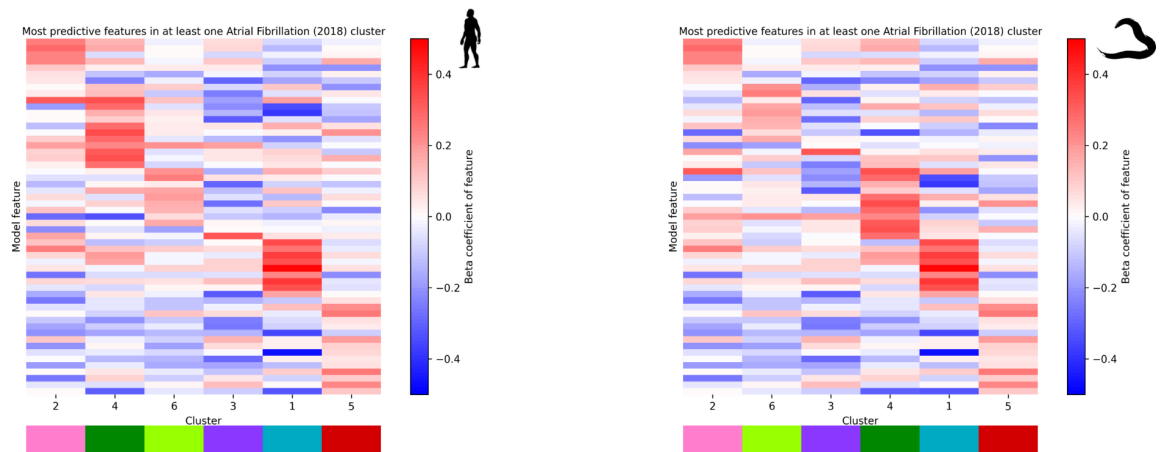 Most predictive features in at least one Atrial Fibrillation (2018) cluster
Model feature
2 4 6 3 1 5
Cluster
0.4
0.2
0.0
−0.2
−0.4
Beta coefficient of feature
Most predictive features in at least one Atrial Fibrillation (2018) cluster
Model feature
2 6 3 4 1 5
Cluster
0.4
0.2
0.0
−0.2
−0.4
Beta coefficient of feature